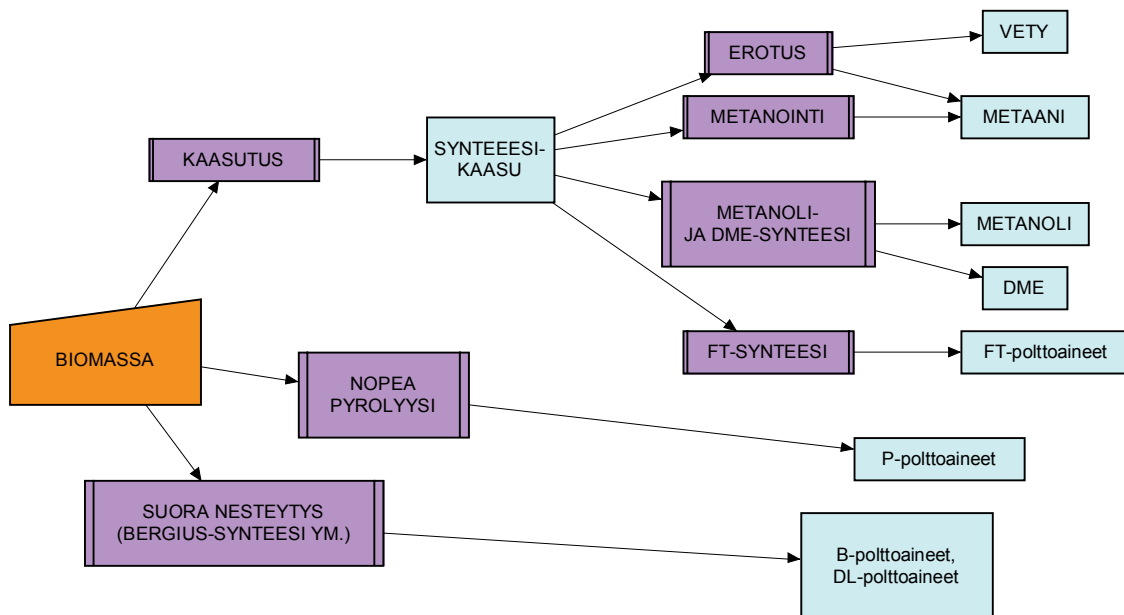 VETY
EROTUS
METANOINTI
METAANI
KAASUTUS
SYNTEEESI-
KAASU
METANOLI-
JA DME-SYNTEESI
METANOLI
DME
BIOMASSA
FT-SYNTEESI
FT-polttoaineet
NOPEA
PYROLYYSI
P-polttoaineet
SUORA NESTEYTYS
(BERGIUS-SYNTEESI YM.)
B-polttoaineet,
DL-polttoaineet